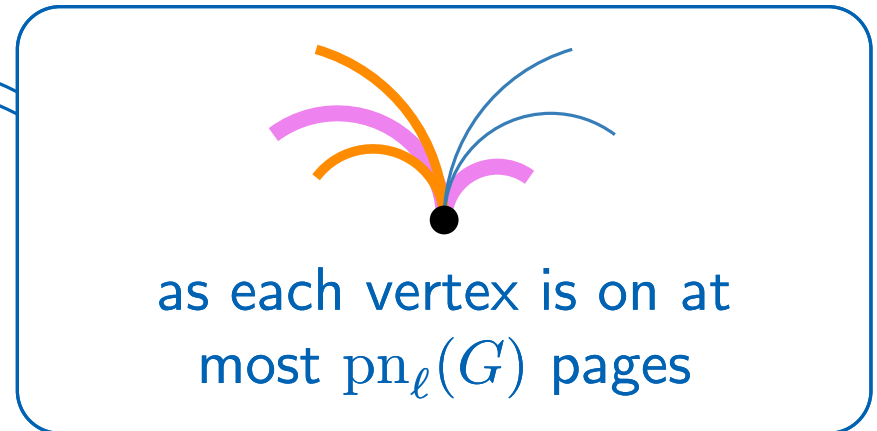 as each vertex is on at
most pn_ℓ(G) pages